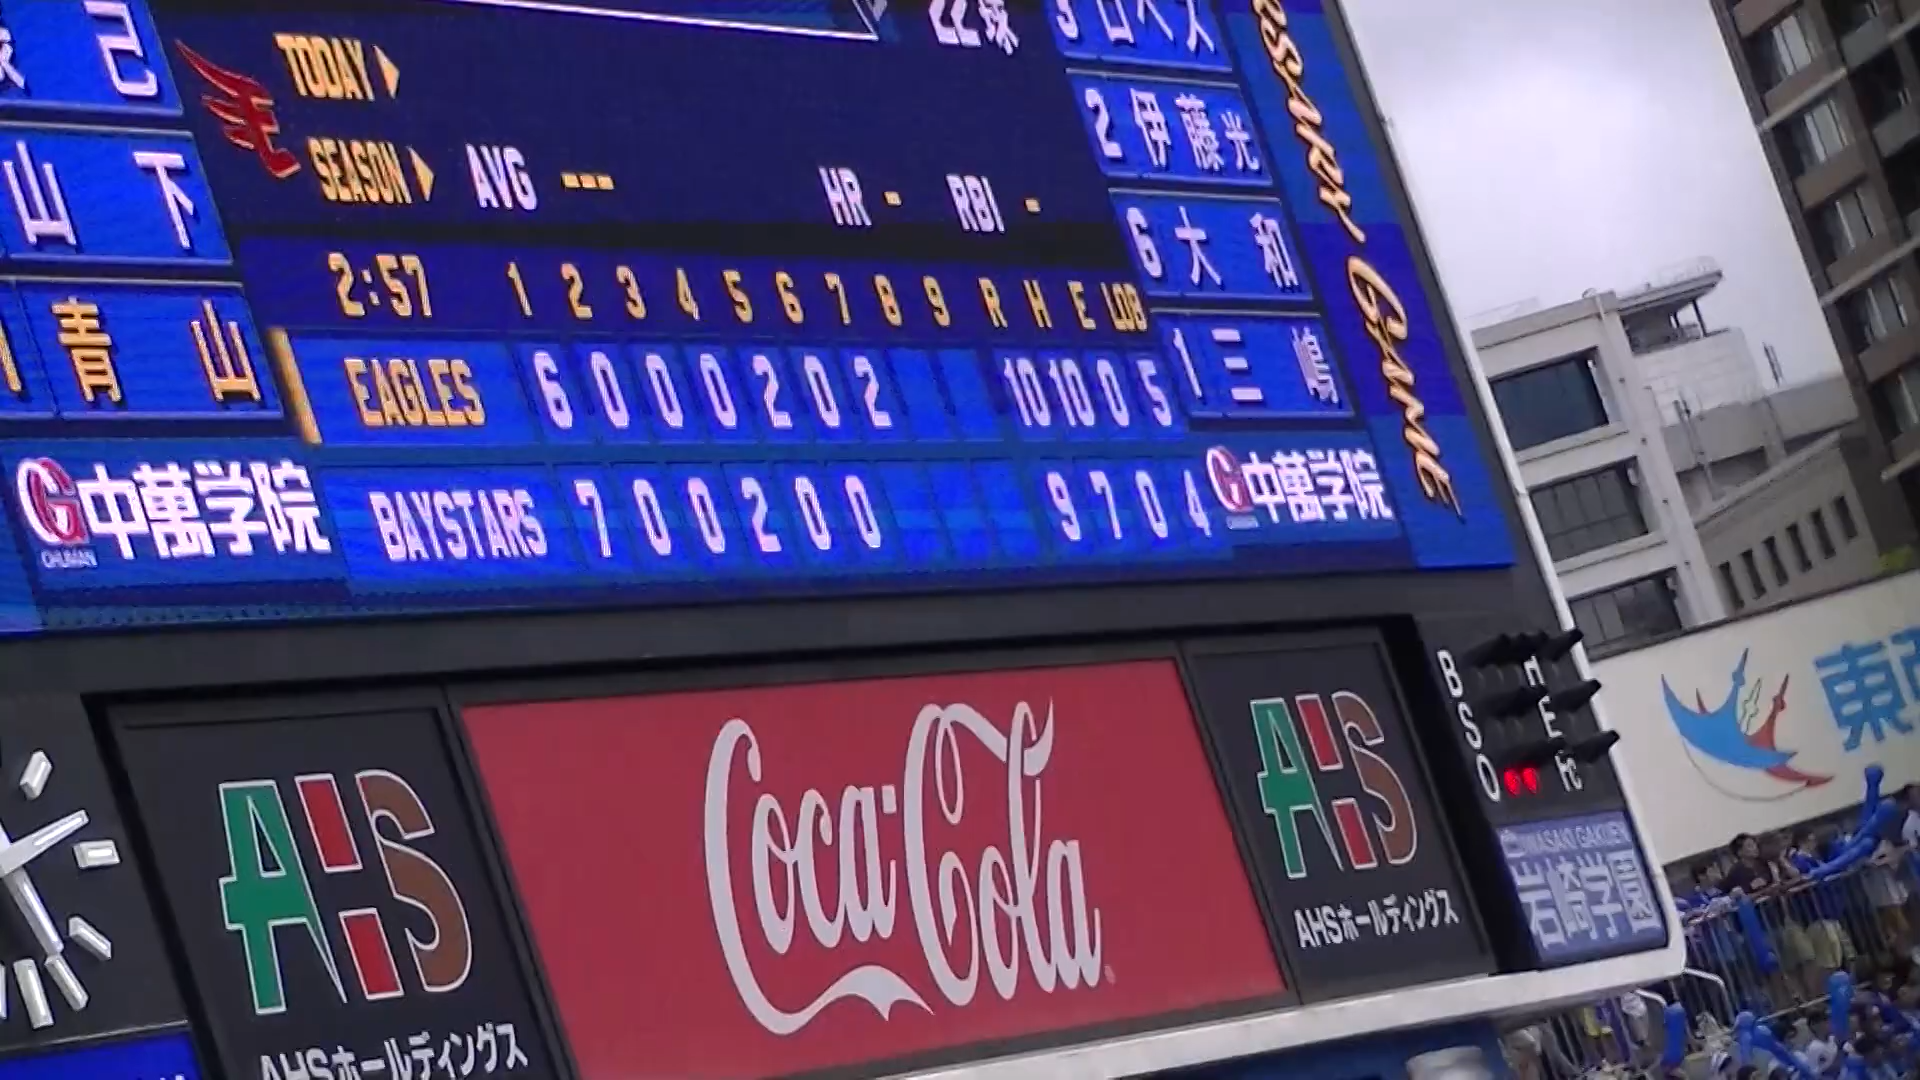 22球
ロペス
己
TODAY▶
2 伊藤光
SEASON▶ AVG --- HR - RBI -
山下
6 大和
2:57 1 2 3 4 5 6 7 8 9 R H E LOB
青山
1 三嶋
EAGLES 6 0 0 0 2 0 2 10 10 0 5
BAYSTARS 7 0 0 2 0 0 9 7 0 4
G中萬学院
CHUMAN
G中萬学院
Game
B H
S E
O Fc
AHS
AHSホールディングス
Coca-Cola
AHS
AHSホールディングス
IWASAKI GAKUEN
岩崎学園
東